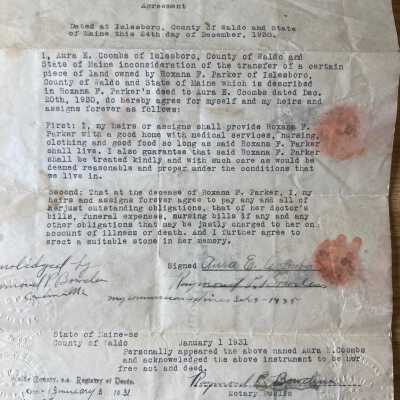 Agreement
Dated at Islesboro, County of Waldo and State
of Maine this 24th day of December, 1930.
I, Aura E. Coombs of Islesboro, County of Waldo and
State of Maine inconsideration of the transfer of a certain
piece of land owned by Roxana F. Parker of Islesboro,
County of Waldo and State of Maine which is described
in Roxana F. Parker's deed to Aura E. Coombs dated Dec.
20th, 1930, do hereby agree for myself and my heirs and
assigns forever as follows:
First: I, my heirs or assigns shall provide Roxana F.
Parker with a good home with medical services, nursing,
clothing and good food so long as said Roxana F. Parker
shall live. I also guarantee that said Roxana F. Parker
shall be treated kindly and with such care as would be
deemed reasonable and proper under the conditions that
we live in.
Second: That at the decease of Roxana F. Parker, I, my
heirs and assigns forever agree to pay any and all of
her just outstanding obligations, that of her doctor's
bills, funeral expenses, nursing bills if any and any
other obligations that may be justly charged to her on
account of illness or death. And I further agree to
erect a suitable stone in her memory.
Signed Aura E. Coombs
Raymond Bowden
my commission expires 1935
State of Maine-ss
County of Waldo January 1 1931
Personally appeared the above named Aura E. Coombs
and acknowledged the above instrument to be her
free act and deed.
Waldo County, s.s. Registry of Deeds.
January 31
Raymond Bowden
Notary Public